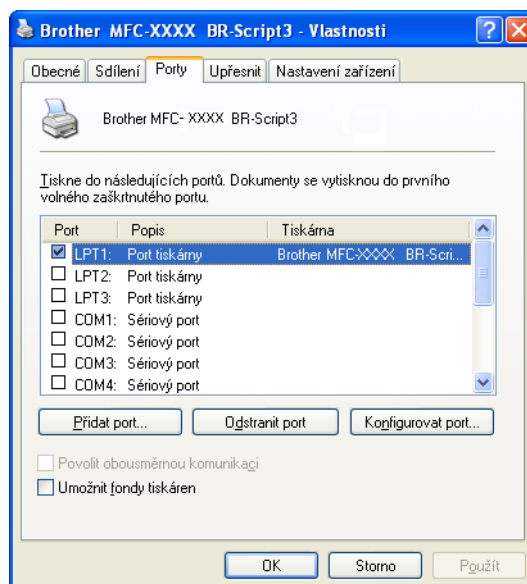 Brother MFC-XXXX BR-Script3 - Vlastnosti
Obecné Sdílení Porty Upřesnit Nastavení zařízení
Brother MFC- XXXX BR-Script3
Tiskne do následujících portů. Dokumenty se vytisknou do prvního
volného zaškrtnutého portu.
Port Popis Tiskárna
LPT1: Port tiskárny Brother MFC-XXXX BR-Scri...
LPT2: Port tiskárny
LPT3: Port tiskárny
COM1: Sériový port
COM2: Sériový port
COM3: Sériový port
COM4: Sériový port
Přidat port... Odstranit port Konfigurovat port...
Povolit obousměrnou komunikaci
Umožnit fondy tiskáren
OK Storno Použít